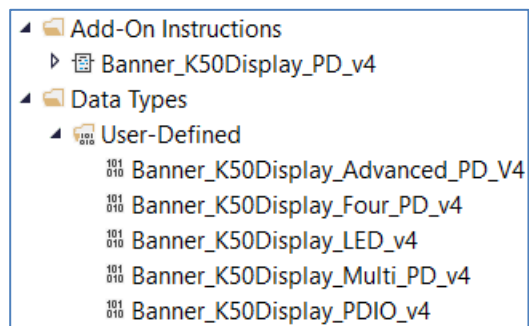 Add-On Instructions
Banner_K50Display_PD_v4
Data Types
User-Defined
Banner_K50Display_Advanced_PD_V4
Banner_K50Display_Four_PD_v4
Banner_K50Display_LED_v4
Banner_K50Display_Multi_PD_v4
Banner_K50Display_PDIO_v4